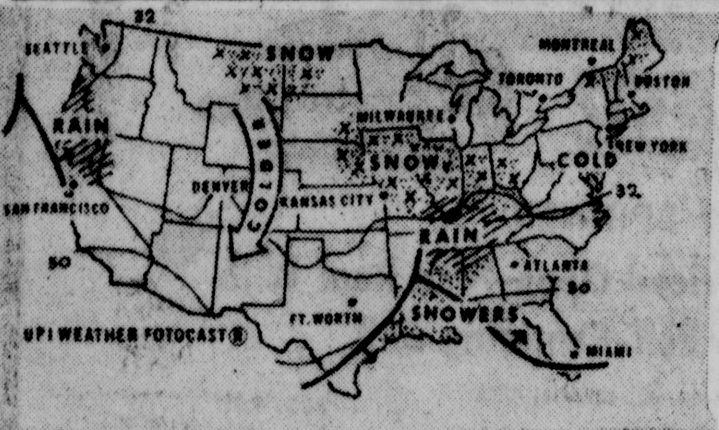 32
SEATTLE
SNOW
MONTREAL
TORONTO
BOSTON
RAIN
MILWAUKEE
COLDER
NEW YORK
SNOW
COLD
DENVER
KANSAS CITY
32
SAN FRANCISCO
RAIN
50
ATLANTA
50
FT. WORTH
SHOWERS
UPI WEATHER FOTOCAST ®
MIAMI